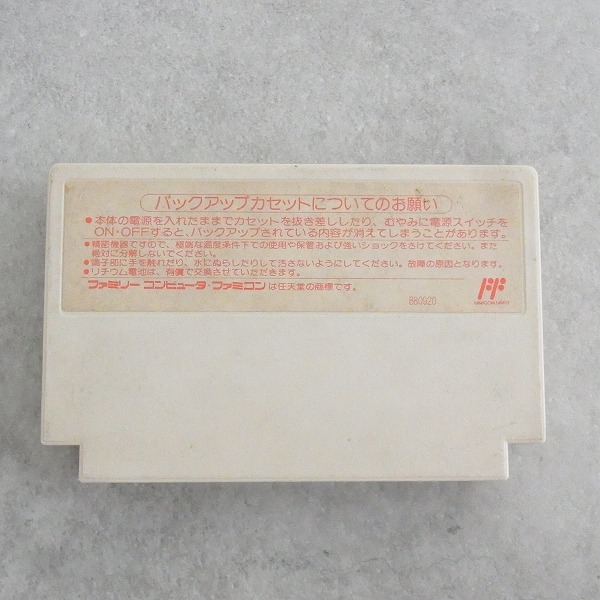 バックアップカセットについてのお願い
●本体の電源を入れたままでカセットを抜き差ししたり、むやみに電源スイッチを
ON・OFFすると、バックアップされている内容が消えてしまうことがあります。
●精密機器ですので、極端な温度条件下での使用や保管および強いショックをさけてください。また
絶対に分解しないでください。
●端子部に手を触れたり、水にぬらしたりして汚さないようにしてください。故障の原因となります。
●リチウム電池は、有償で交換させていただきます。
ファミリーコンピュータ・ファミコンは任天堂の商標です。
880920